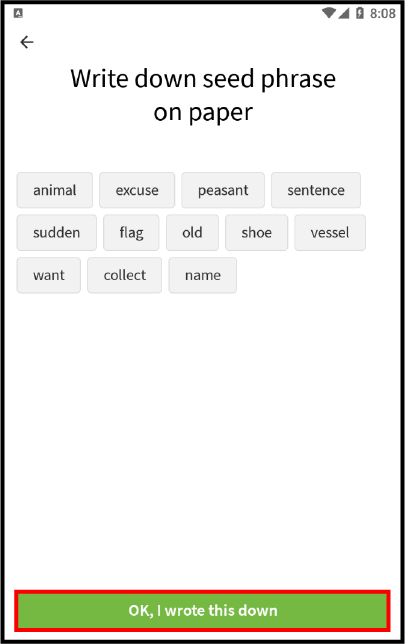 8:08
Write down seed phrase
on paper
animal excuse peasant sentence
sudden flag old shoe vessel
want collect name
OK, I wrote this down